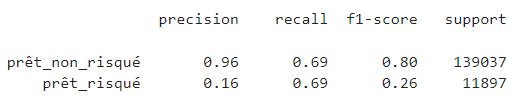 precision recall f1-score support
prêt_non_risqué 0.96 0.69 0.80 139037
prêt_risqué 0.16 0.69 0.26 11897